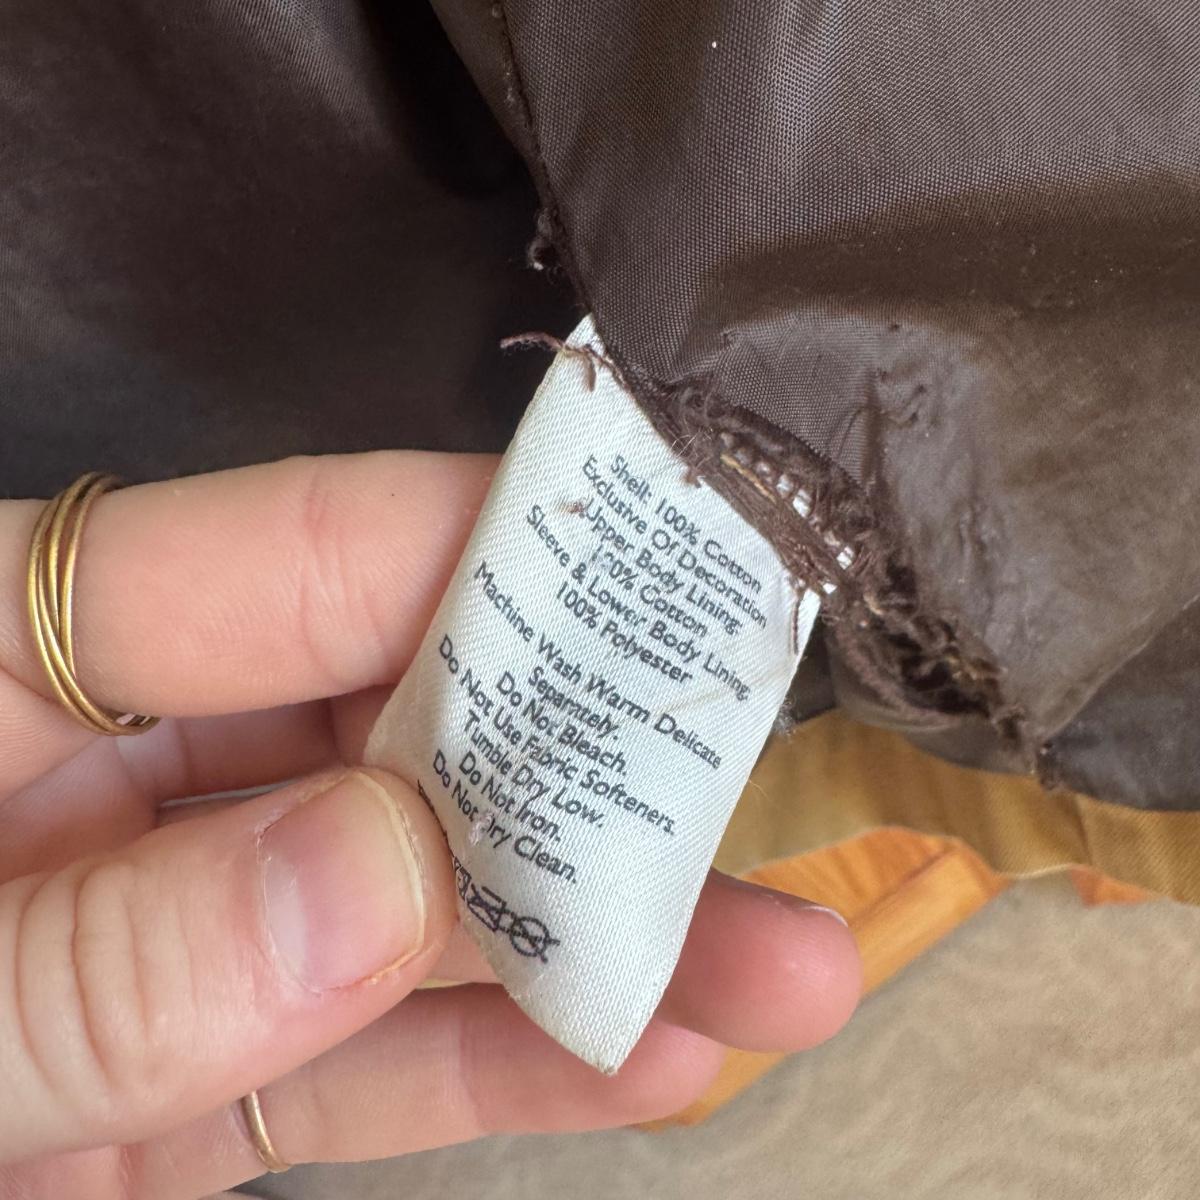 Shell: 100% Cotton
Exclusive Of Decoration
Upper Body Lining
100% Cotton
Sleeve & Lower Body Lining
100% Polyester
Machine Wash Warm Delicate
Separately.
Do Not Bleach.
Do Not Use Fabric Softeners.
Tumble Dry Low.
Do Not Iron.
Do Not Dry Clean.